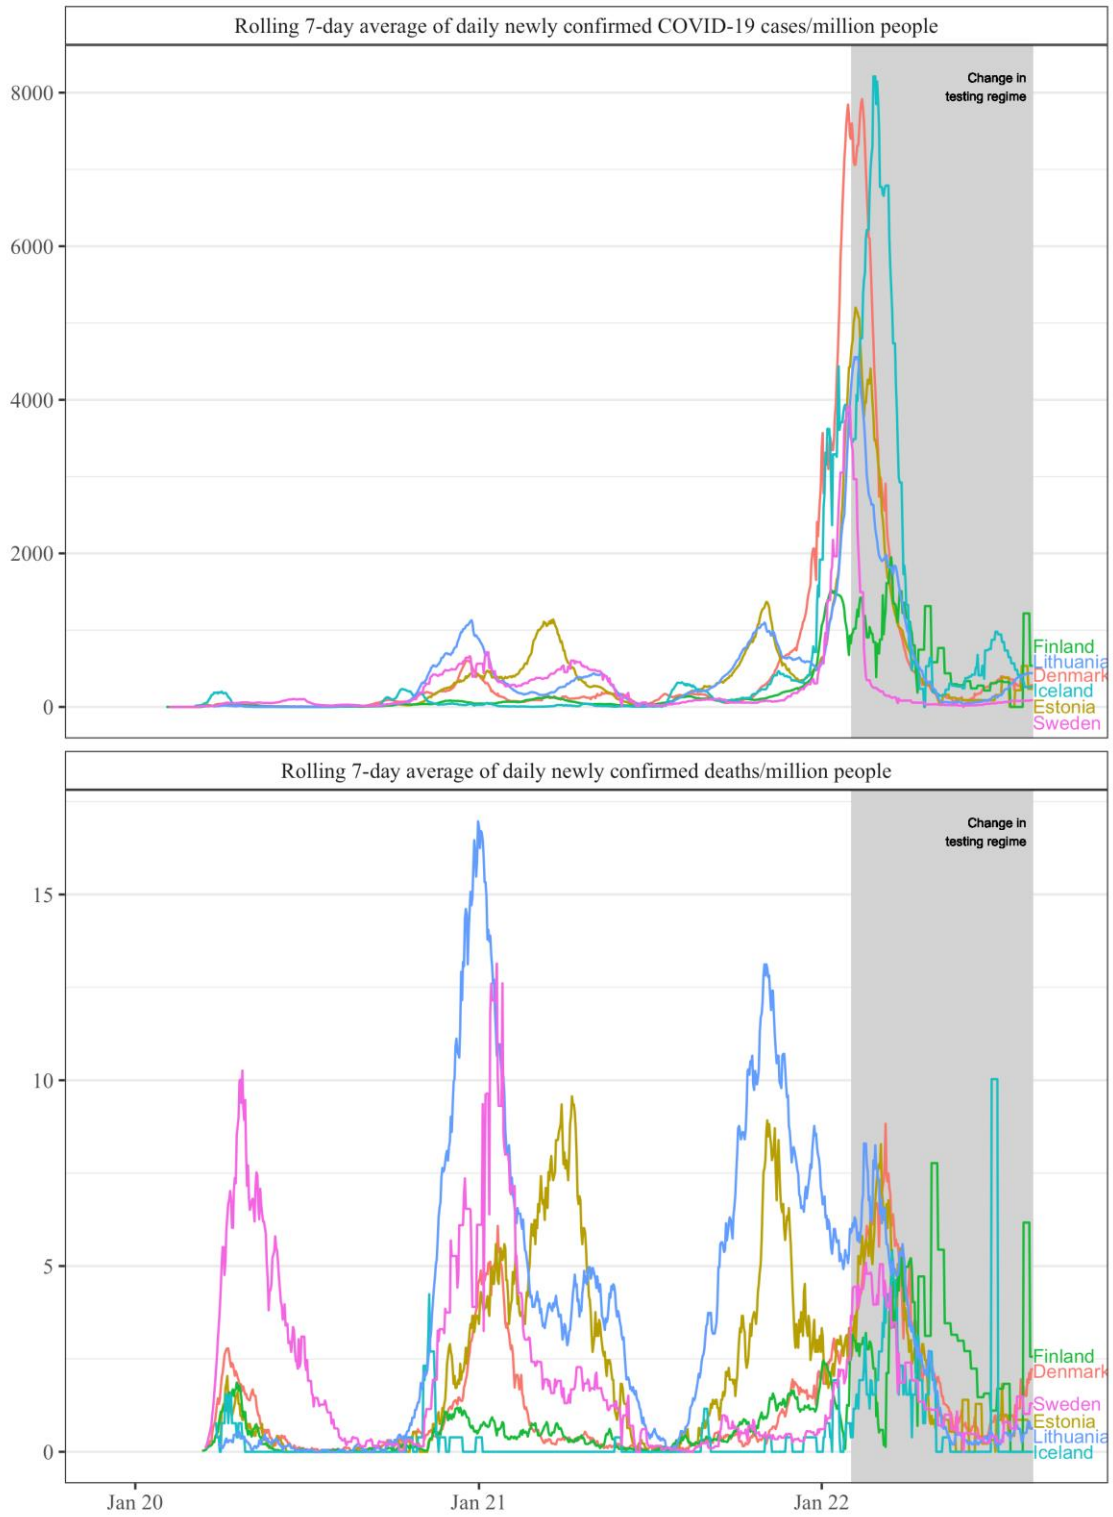 Rolling 7-day average of daily newly confirmed COVID-19 cases/million people
Change in
testing regime
8000
6000
4000
2000
0
Finland
Lithuania
Denmark
Iceland
Estonia
Sweden
Rolling 7-day average of daily newly confirmed deaths/million people
Change in
testing regime
15
10
5
0
Finland
Denmark
Sweden
Estonia
Lithuania
Iceland
Jan 20
Jan 21
Jan 22